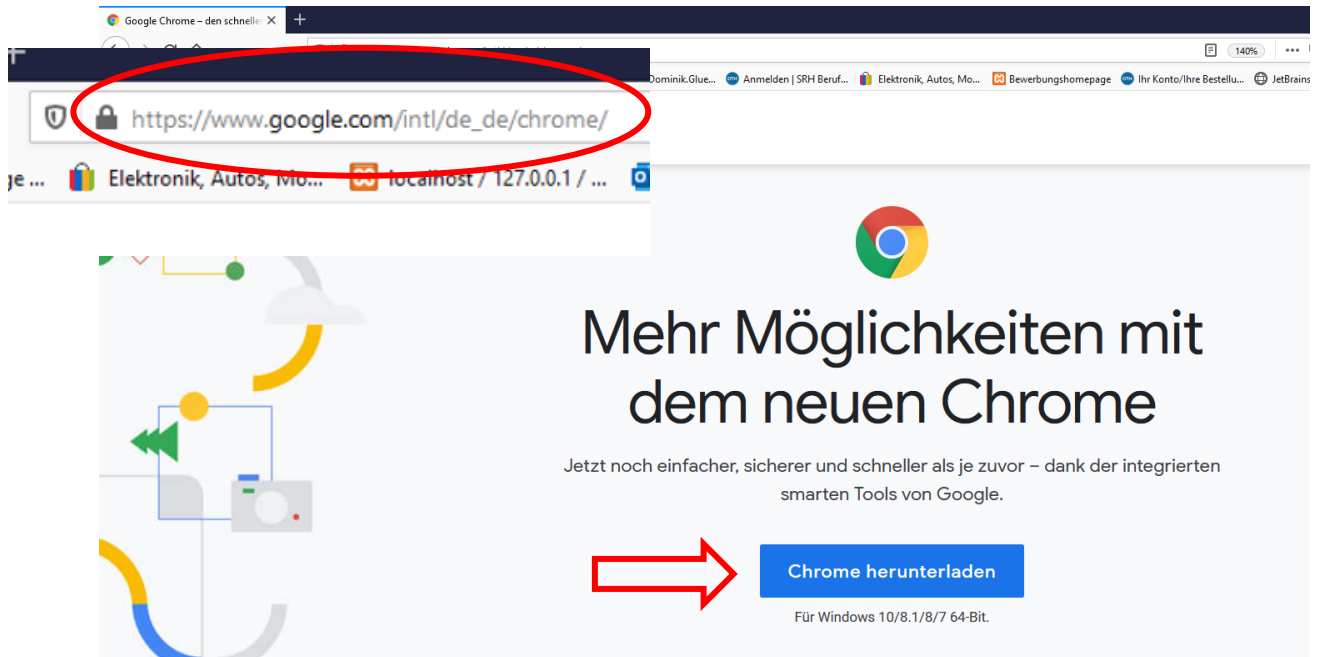 Google Chrome – den schnelle
140%
Dominik.Glue... Anmelden | SRH Beruf... Elektronik, Autos, Mo... Bewerbungshomepage Ihr Konto/Ihre Bestellu... JetBrains
https://www.google.com/intl/de_de/chrome/
ge ... Elektronik, Autos, Mo... localhost / 127.0.0.1 / ...
Mehr Möglichkeiten mit
dem neuen Chrome
Jetzt noch einfacher, sicherer und schneller als je zuvor – dank der integrierten
smarten Tools von Google.
Chrome herunterladen
Für Windows 10/8.1/8/7 64-Bit.